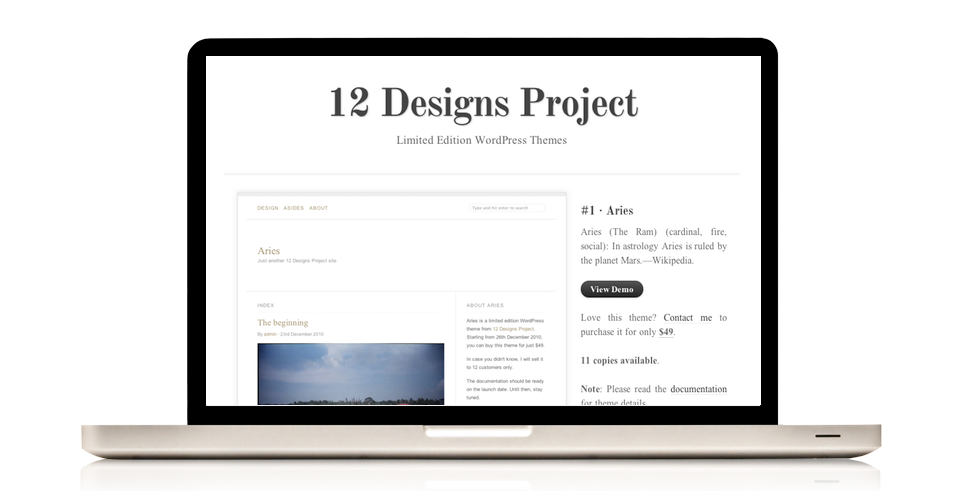 12 Designs Project
Limited Edition WordPress Themes
DESIGN ASIDES ABOUT
Type and hit enter to search
Aries
Just another 12 Designs Project site
INDEX
The beginning
By admin · 23rd December 2010
ABOUT ARIES
Aries is a limited edition WordPress
theme from 12 Designs Project.
Starting from 26th December 2010,
you can buy this theme for just $49
In case you didn't know, I will sell it
to 12 customers only.
The documentation should be ready
on the launch date. Until then, stay
tuned.
#1 · Aries
Aries (The Ram) (cardinal, fire,
social): In astrology Aries is ruled by
the planet Mars.—Wikipedia.
View Demo
Love this theme? Contact me to
purchase it for only $49.
11 copies available.
Note: Please read the documentation
for theme details.